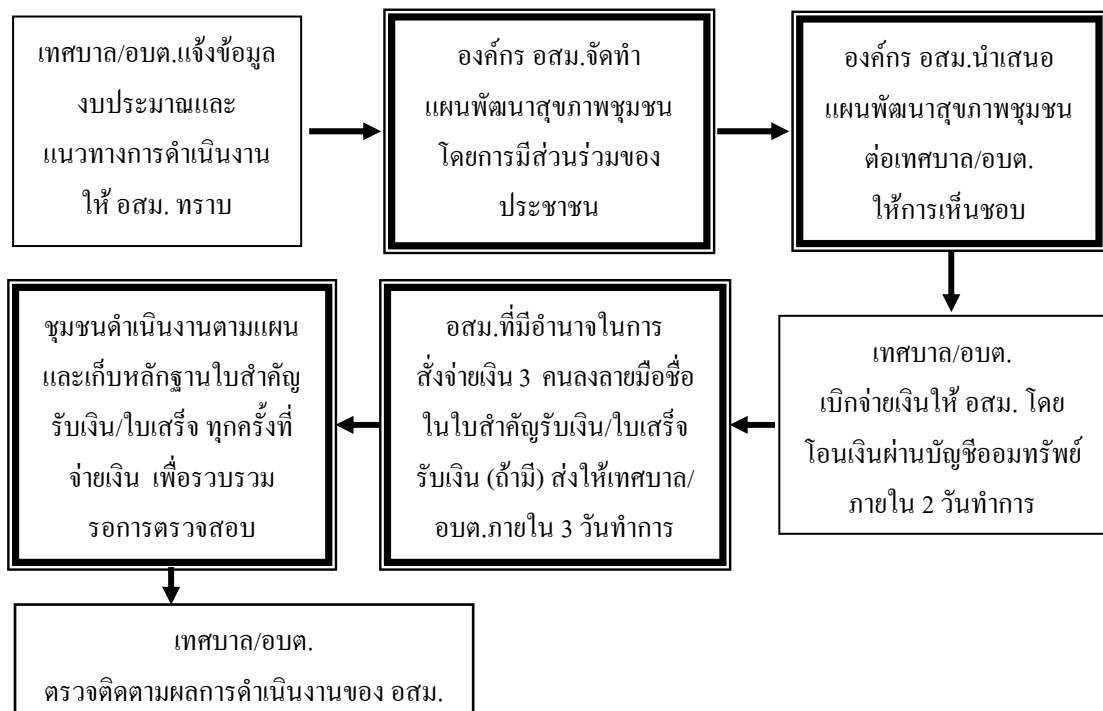 เทศบาล/อบต.แจ้งข้อมูล
งบประมาณและ
แนวทางการดำเนินงาน
ให้ อสม. ทราบ
องค์กร อสม.จัดทำ
แผนพัฒนาสุขภาพชุมชน
โดยการมีส่วนร่วมของ
ประชาชน
องค์กร อสม.นำเสนอ
แผนพัฒนาสุขภาพชุมชน
ต่อเทศบาล/อบต.
ให้การเห็นชอบ
เทศบาล/อบต.
เบิกจ่ายเงินให้ อสม. โดย
โอนเงินผ่านบัญชีออมทรัพย์
ภายใน 2 วันทำการ
อสม.ที่มีอำนาจในการ
สั่งจ่ายเงิน 3 คนลงลายมือชื่อ
ในใบสำคัญรับเงิน/ใบเสร็จ
รับเงิน (ถ้ามี) ส่งให้เทศบาล/
อบต.ภายใน 3 วันทำการ
ชุมชนดำเนินงานตามแผน
และเก็บหลักฐานใบสำคัญ
รับเงิน/ใบเสร็จ ทุกครั้งที่
จ่ายเงิน เพื่อรวบรวม
รอการตรวจสอบ
เทศบาล/อบต.
ตรวจติดตามผลการดำเนินงานของ อสม.